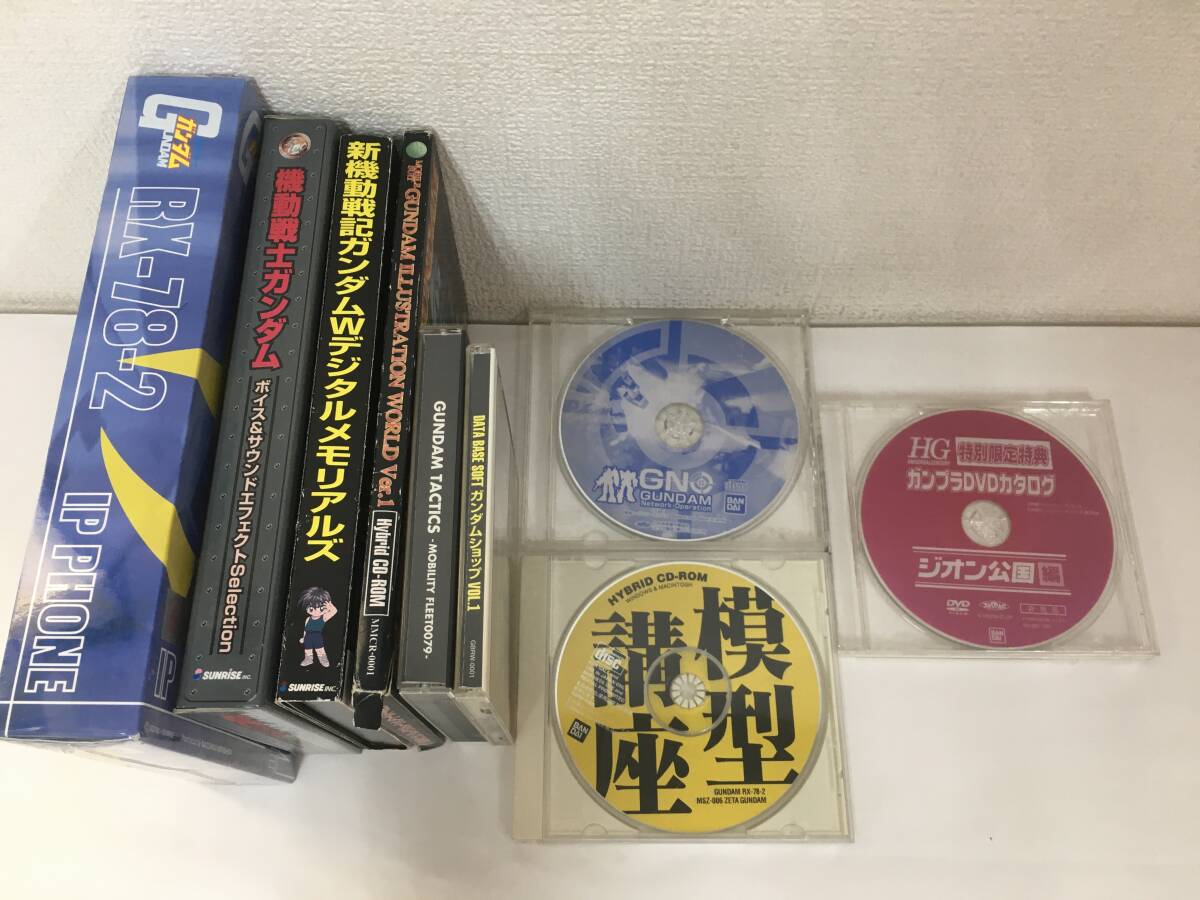 ガンダム
GUNDAM
RX-78-2
IP PHONE
IP
機動戦士ガンダム
ボイス&サウンドエフェクトSelection
SUNRISE INC.
新機動戦記ガンダムWデジタルメモリアルズ
SUNRISE INC.
GUNDAM ILLUSTRATION WORLD Ver.1
Hybrid CD-ROM
MMCR-0001
GUNDAM TACTICS
-MOBILITY FLEET0079-
DATA BASE SOFT ガンダムショップ VOL.1
GBRW 0001
GNO
GUNDAM
Network Operation
BANDAI
HYBRID CD-ROM
WINDOWS & MACINTOSH
模型
講座
BANDAI
GUNDAM RX-78-2
MSZ-006 ZETA GUNDAM
HG 特別限定特典
ガンプラDVDカタログ
ジオン公国 編
DVD
BANDAI